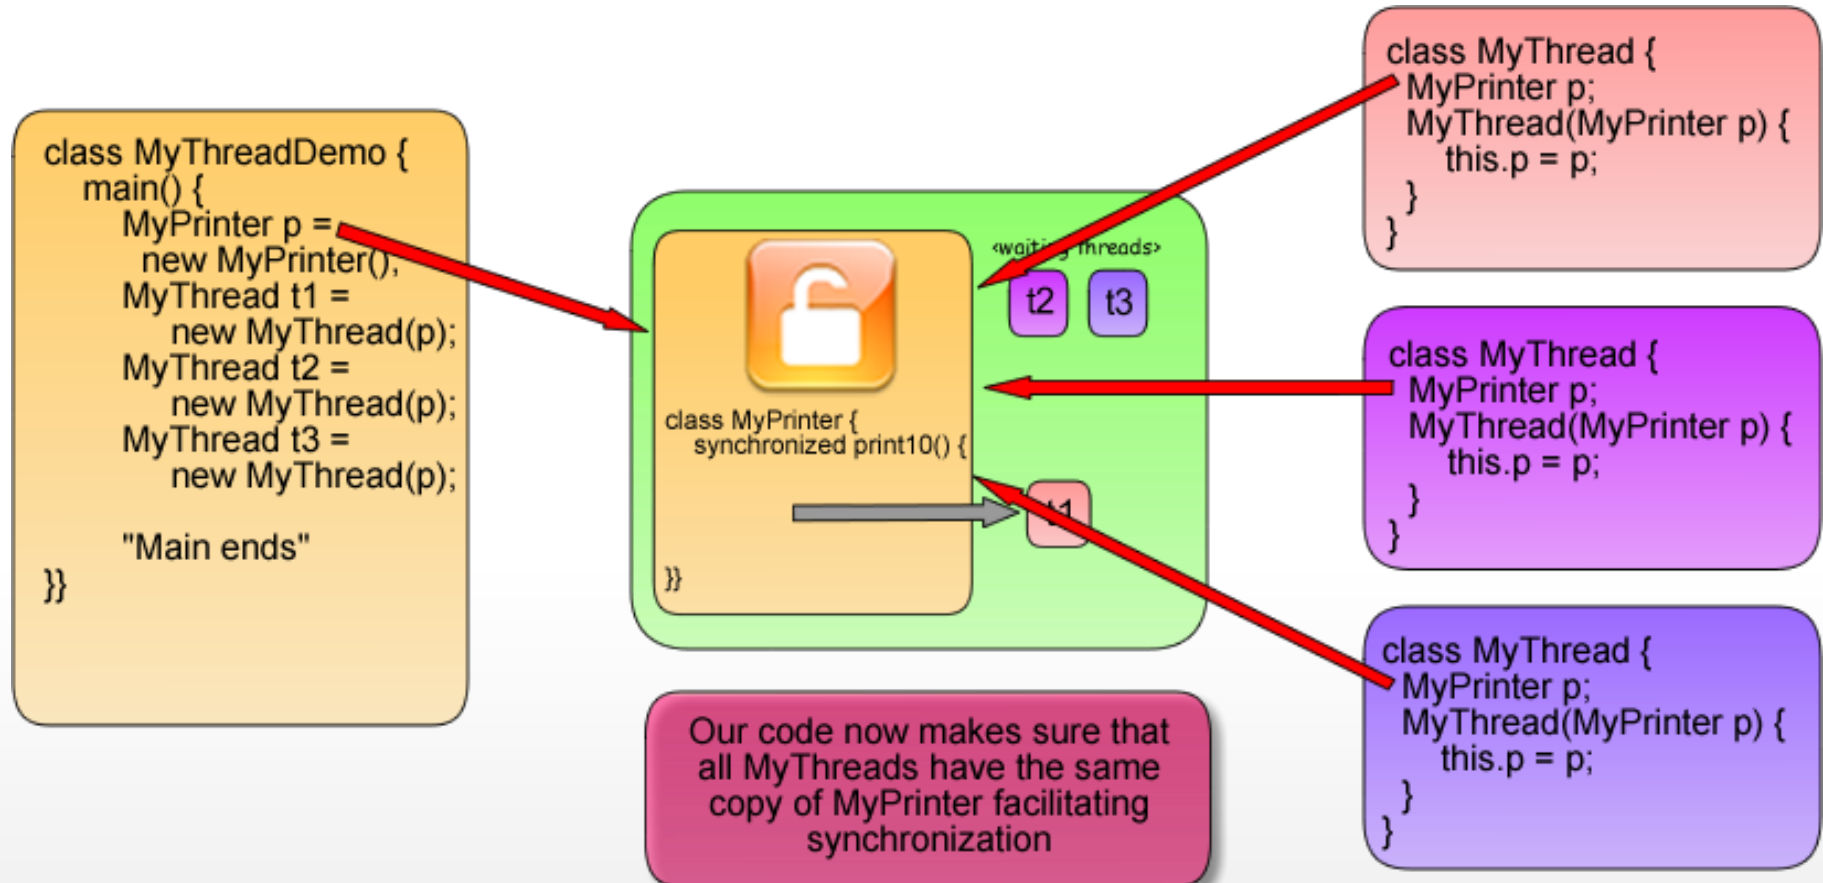 class MyThreadDemo {
main() {
MyPrinter p =
new MyPrinter();
MyThread t1 =
new MyThread(p);
MyThread t2 =
new MyThread(p);
MyThread t3 =
new MyThread(p);
"Main ends"
}}
class MyPrinter {
synchronized print10() {
}}
<waiting threads>
t2 t3
t1
Our code now makes sure that
all MyThreads have the same
copy of MyPrinter facilitating
synchronization
class MyThread {
MyPrinter p;
MyThread(MyPrinter p) {
this.p = p;
}
}
class MyThread {
MyPrinter p;
MyThread(MyPrinter p) {
this.p = p;
}
}
class MyThread {
MyPrinter p;
MyThread(MyPrinter p) {
this.p = p;
}
}